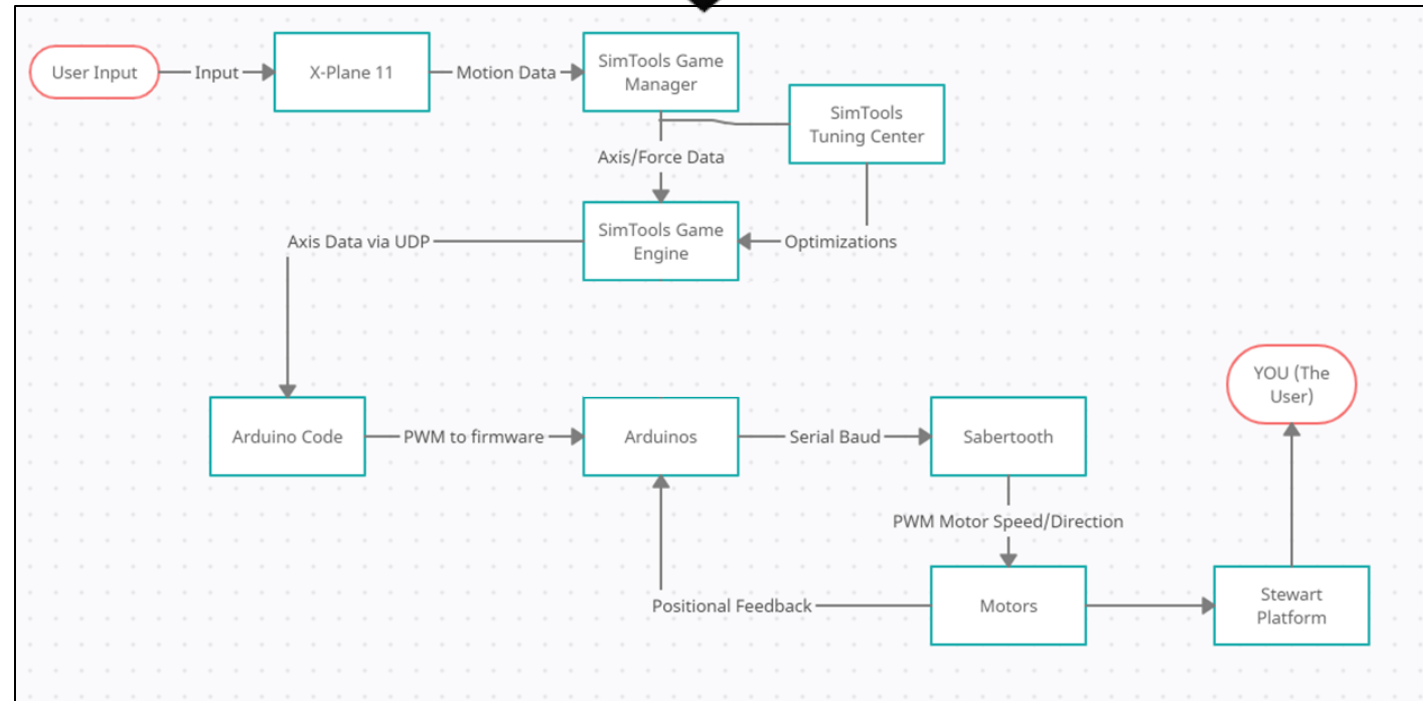 User Input
Input
X-Plane 11
Motion Data
SimTools Game
Manager
SimTools
Tuning Center
Axis/Force Data
SimTools Game
Engine
Optimizations
Axis Data via UDP
Arduino Code
PWM to firmware
Arduinos
Serial Baud
Sabertooth
YOU (The
User)
PWM Motor Speed/Direction
Positional Feedback
Motors
Stewart
Platform